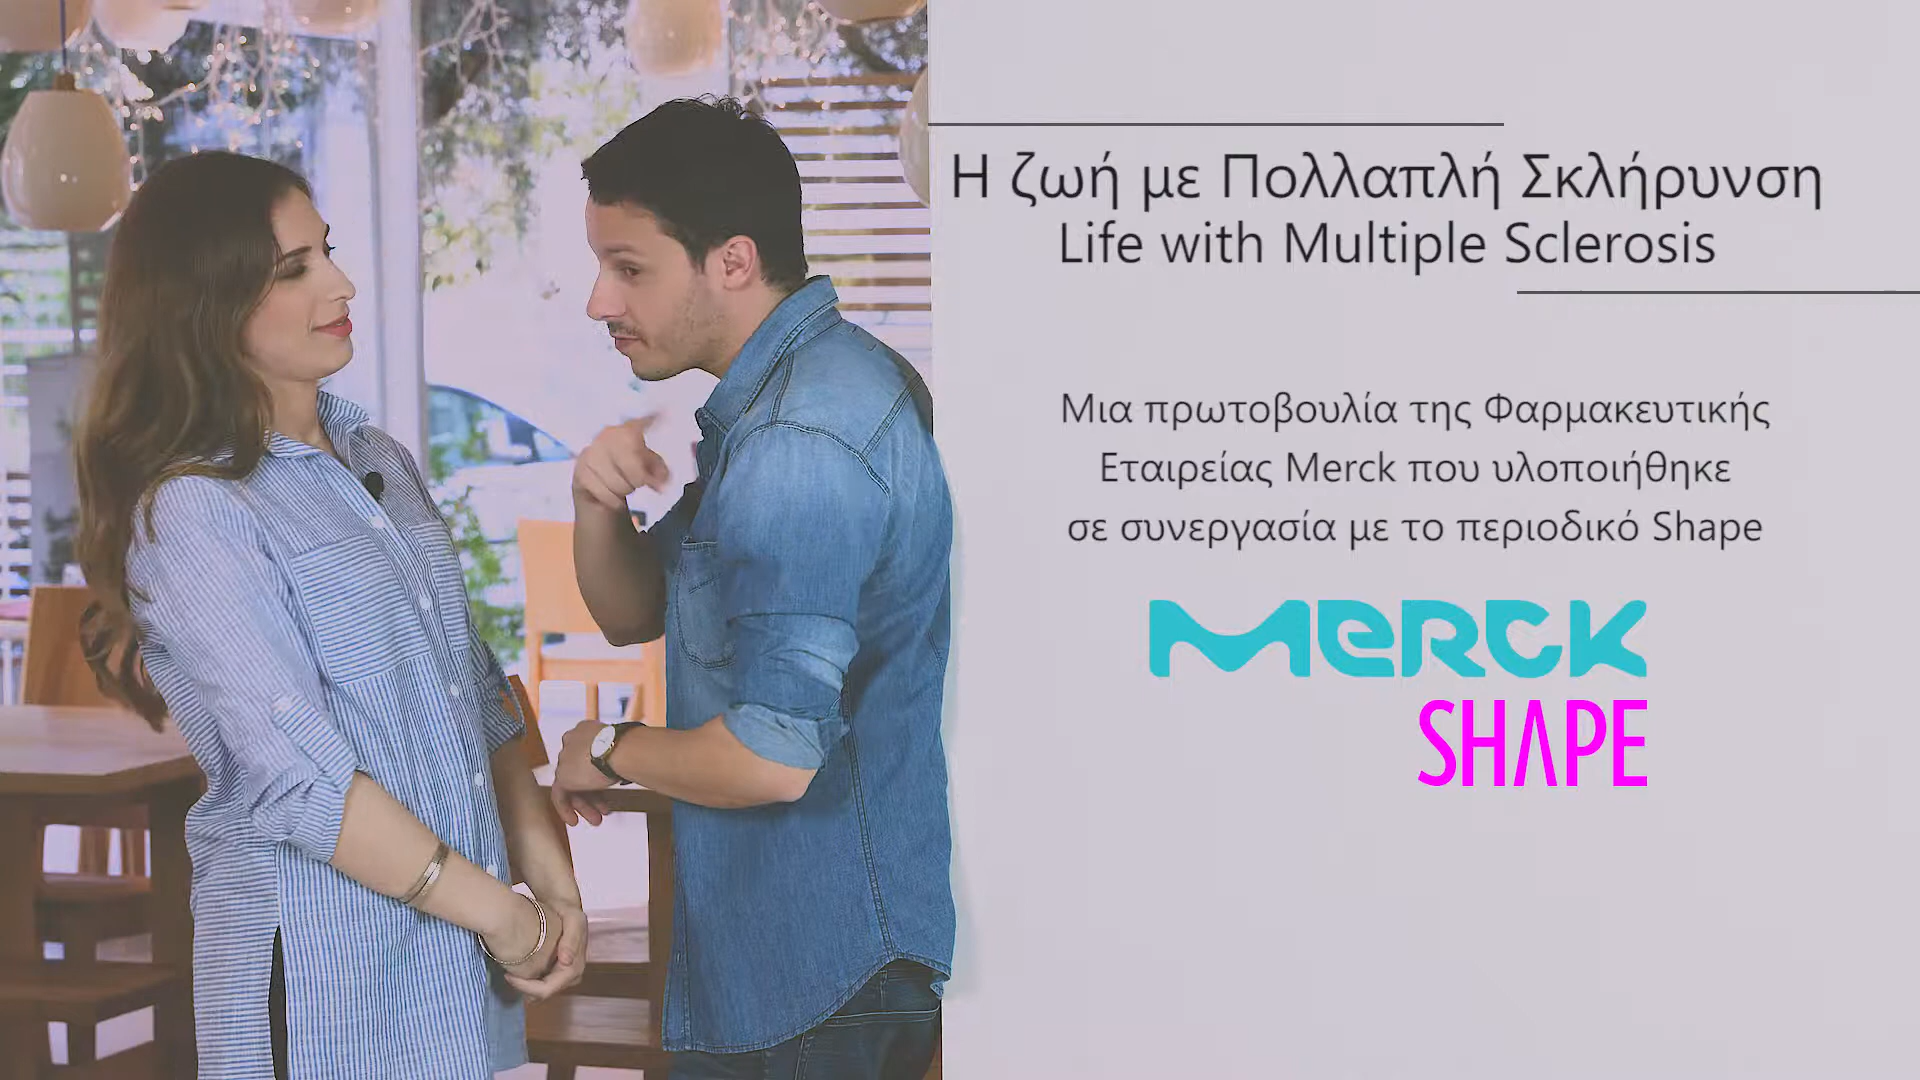 Η ζωή με Πολλαπλή Σκλήρυνση
Life with Multiple Sclerosis
Μια πρωτοβουλία της Φαρμακευτικής
Εταιρείας Merck που υλοποιήθηκε
σε συνεργασία με το περιοδικό Shape
MERCK
SHAPE